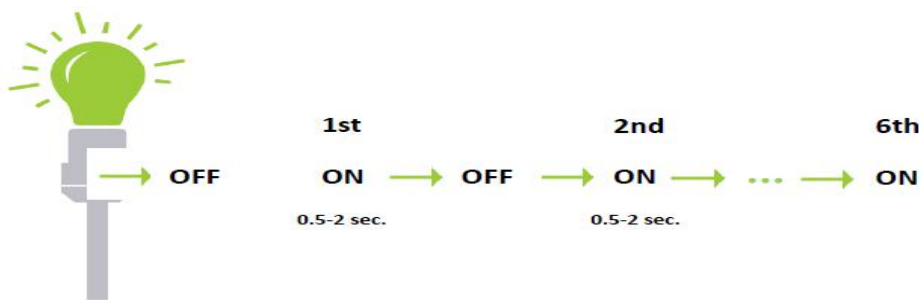 1st 2nd 6th
OFF ON OFF ON ... ON
0.5-2 sec. 0.5-2 sec.